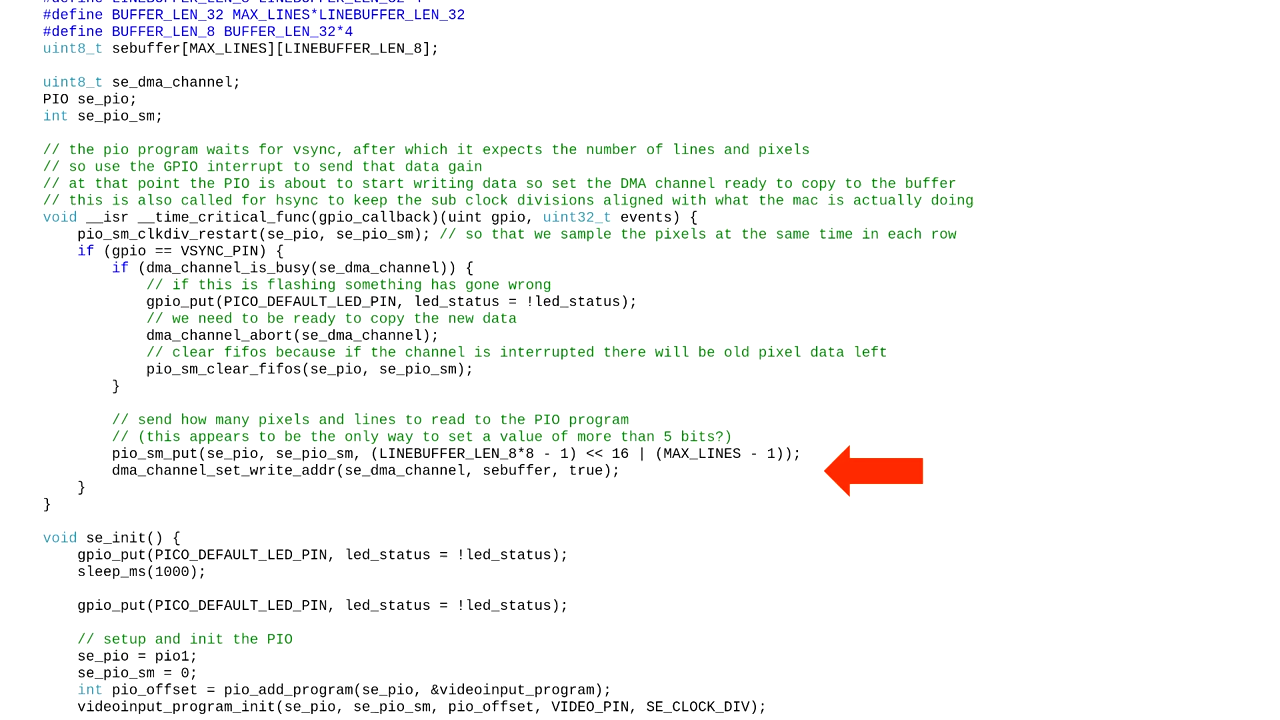 #define LINEBUFFER_LEN_8 LINEBUFFER_LEN_32*4
#define BUFFER_LEN_32 MAX_LINES*LINEBUFFER_LEN_32
#define BUFFER_LEN_8 BUFFER_LEN_32*4
uint8_t sebuffer[MAX_LINES][LINEBUFFER_LEN_8];

uint8_t se_dma_channel;
PIO se_pio;
int se_pio_sm;

// the pio program waits for vsync, after which it expects the number of lines and pixels
// so use the GPIO interrupt to send that data gain
// at that point the PIO is about to start writing data so set the DMA channel ready to copy to the buffer
// this is also called for hsync to keep the sub clock divisions aligned with what the mac is actually doing
void __isr __time_critical_func(gpio_callback)(uint gpio, uint32_t events) {
    pio_sm_clkdiv_restart(se_pio, se_pio_sm); // so that we sample the pixels at the same time in each row
    if (gpio == VSYNC_PIN) {
        if (dma_channel_is_busy(se_dma_channel)) {
            // if this is flashing something has gone wrong
            gpio_put(PICO_DEFAULT_LED_PIN, led_status = !led_status);
            // we need to be ready to copy the new data
            dma_channel_abort(se_dma_channel);
            // clear fifos because if the channel is interrupted there will be old pixel data left
            pio_sm_clear_fifos(se_pio, se_pio_sm);
        }

        // send how many pixels and lines to read to the PIO program
        // (this appears to be the only way to set a value of more than 5 bits?)
        pio_sm_put(se_pio, se_pio_sm, (LINEBUFFER_LEN_8*8 - 1) << 16 | (MAX_LINES - 1));
        dma_channel_set_write_addr(se_dma_channel, sebuffer, true);
    }
}

void se_init() {
    gpio_put(PICO_DEFAULT_LED_PIN, led_status = !led_status);
    sleep_ms(1000);

    gpio_put(PICO_DEFAULT_LED_PIN, led_status = !led_status);

    // setup and init the PIO
    se_pio = pio1;
    se_pio_sm = 0;
    int pio_offset = pio_add_program(se_pio, &videoinput_program);
    videoinput_program_init(se_pio, se_pio_sm, pio_offset, VIDEO_PIN, SE_CLOCK_DIV);